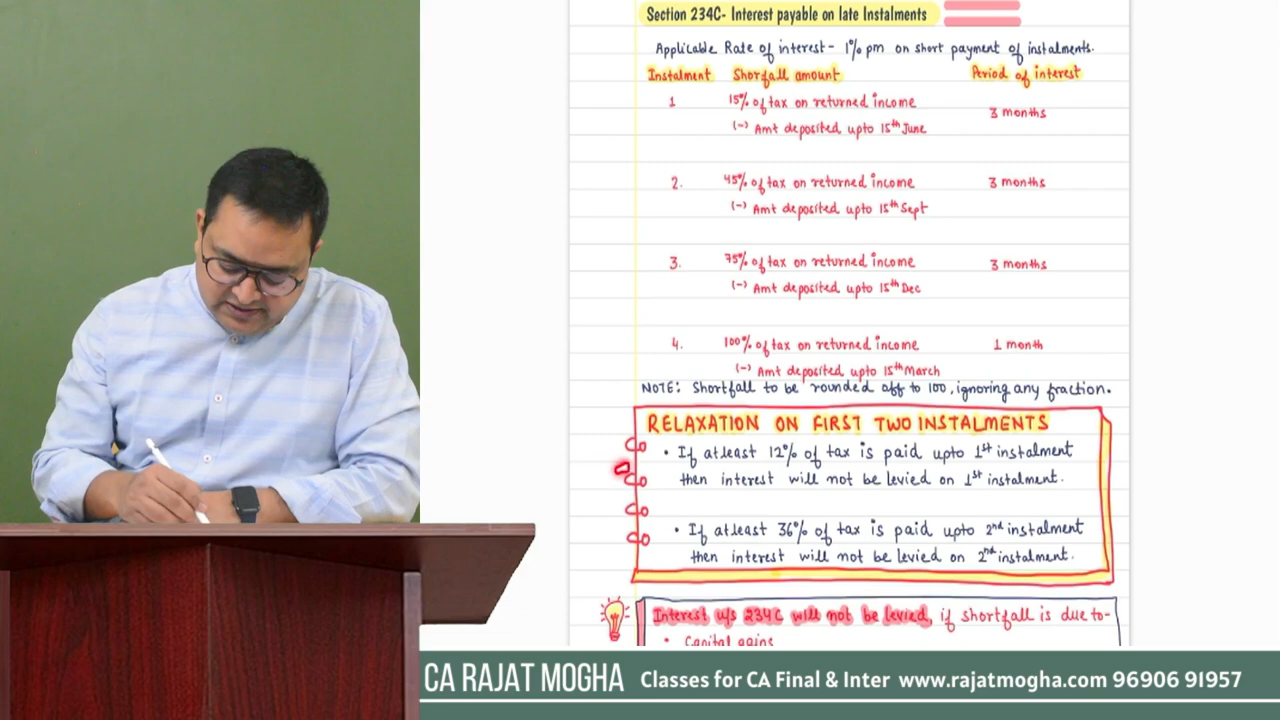 Section 234C- Interest payable on late Instalments
Applicable Rate of interest- 1% pm on short payment of instalments.
Instalment Shorfall amount Period of interest
1 15% of tax on returned income 3 months
(-) Amt deposited upto 15th June
2. 45% of tax on returned income 3 months
(-) Amt deposited upto 15th Sept
3. 75% of tax on returned income 3 months
(-) Amt deposited upto 15th Dec
4. 100% of tax on returned income 1 month
(-) Amt deposited upto 15th March
NOTE: Shortfall to be rounded off to 100, ignoring any fraction.
RELAXATION ON FIRST TWO INSTALMENTS
• If atleast 12% of tax is paid upto 1st instalment
then interest will not be levied on 1st instalment.
• If atleast 36% of tax is paid upto 2nd instalment
then interest will not be levied on 2nd instalment.
Interest u/s 234C will not be levied, if shortfall is due to-
• Capital gains
CA RAJAT MOGHA Classes for CA Final & Inter www.rajatmogha.com 96906 91957